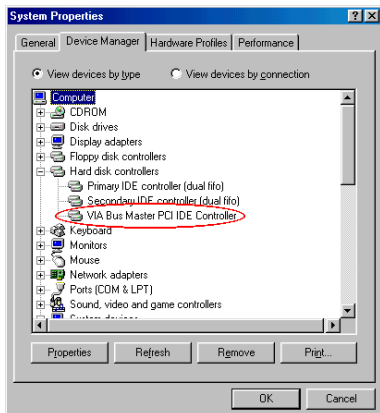 System Properties
General Device Manager Hardware Profiles Performance
View devices by type View devices by connection
Computer
CDROM
Disk drives
Display adapters
Floppy disk controllers
Hard disk controllers
Primary IDE controller (dual fifo)
Secondary IDE controller (dual fifo)
VIA Bus Master PCI IDE Controller
Keyboard
Monitors
Mouse
Network adapters
Ports (COM & LPT)
Sound, video and game controllers
System devices
Properties Refresh Remove Print...
OK Cancel